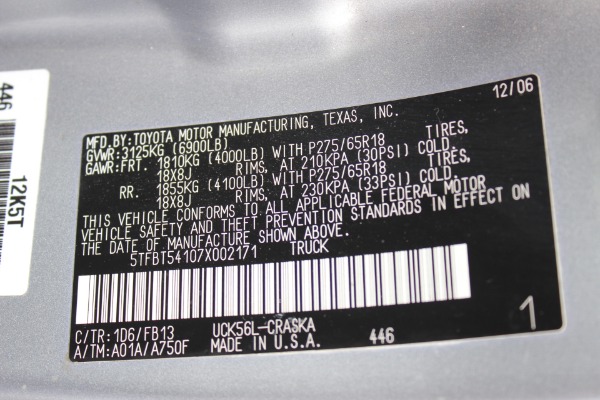 446
12K5T
12/06
MFD.BY:TOYOTA MOTOR MANUFACTURING, TEXAS, INC.
GVWR:3125KG (6900LB)
GAWR:FRT. 1810KG (4000LB) WITH P275/65R18 TIRES,
18X8J RIMS, AT 210KPA (30PSI) COLD.
RR. 1855KG (4100LB) WITH P275/65R18 TIRES,
18X8J RIMS, AT 230KPA (33PSI) COLD.
THIS VEHICLE CONFORMS TO ALL APPLICABLE FEDERAL MOTOR
VEHICLE SAFETY AND THEFT PREVENTION STANDARDS IN EFFECT ON
THE DATE OF MANUFACTURE SHOWN ABOVE.
5TFBT54107X002171 TRUCK
C/TR:1D6/FB13 UCK56L-CRASKA 446
A/TM:A01A/A750F MADE IN U.S.A. 1